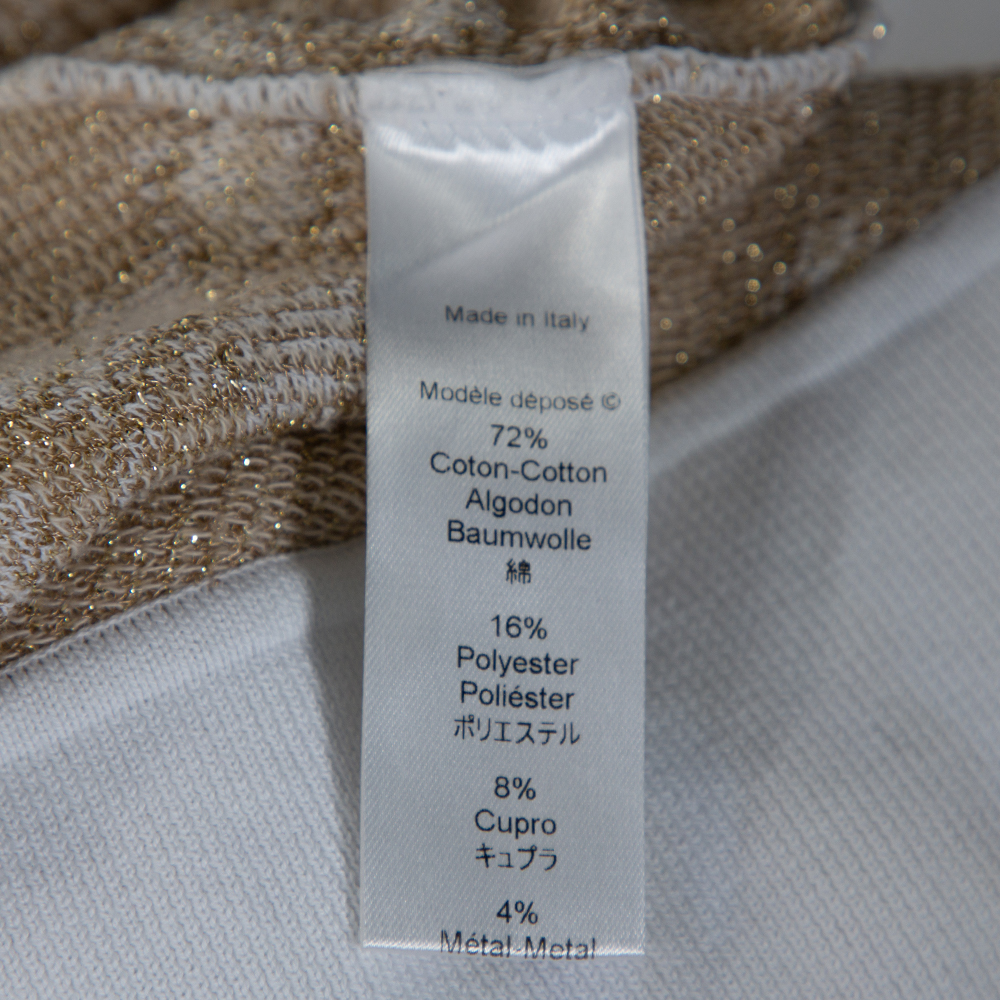 Made in Italy
Modèle déposé ©
72%
Coton-Cotton
Algodon
Baumwolle
綿
16%
Polyester
Poliéster
ポリエステル
8%
Cupro
キュプラ
4%
Métal-Metal